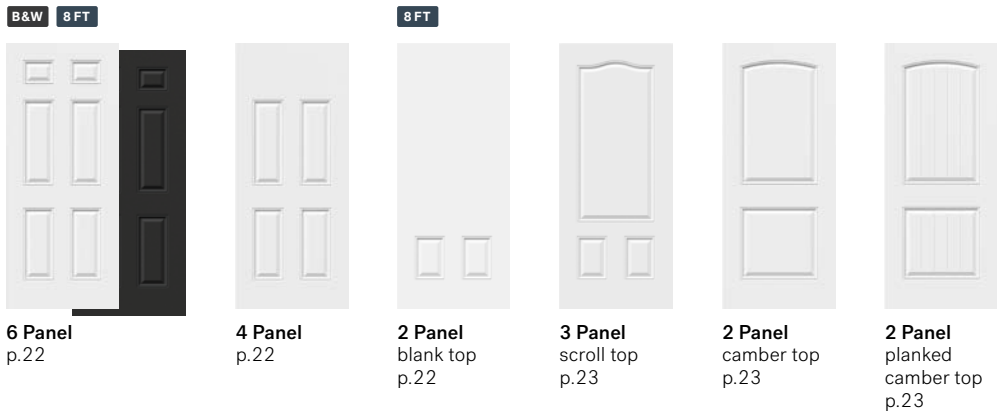 B&W 8 FT
8 FT
6 Panel
p.22
4 Panel
p.22
2 Panel
blank top
p.22
3 Panel
scroll top
p.23
2 Panel
camber top
p.23
2 Panel
planked
camber top
p.23